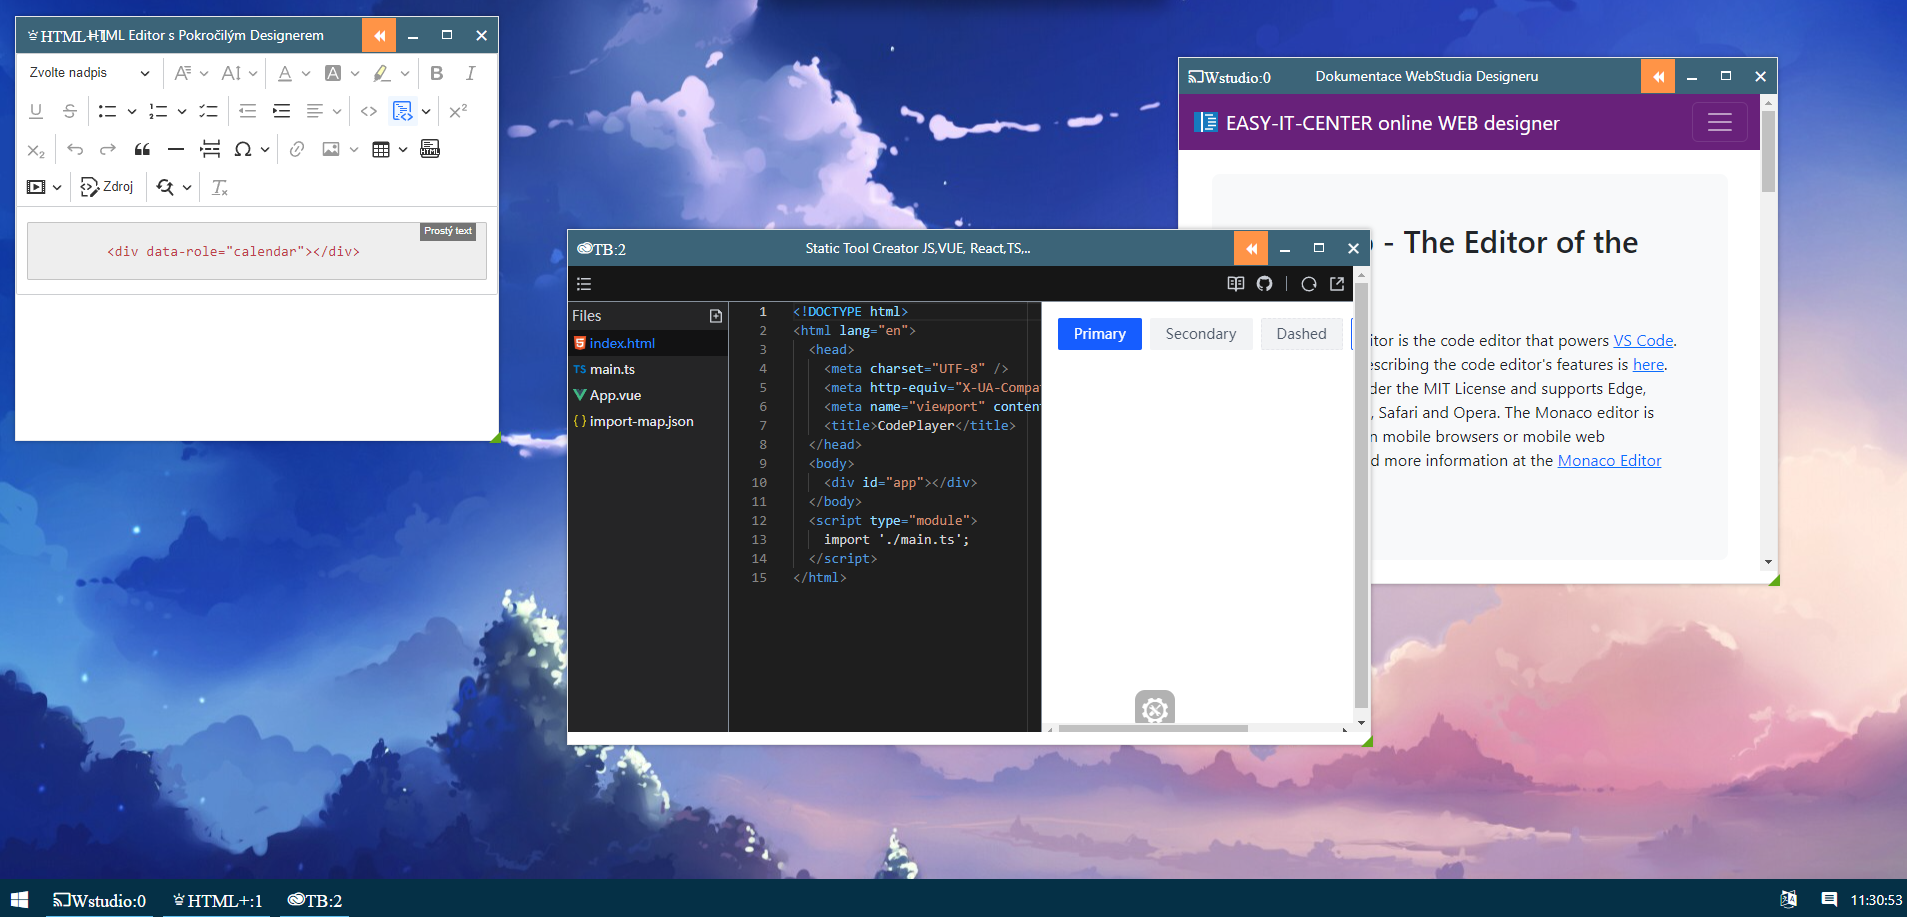 HTML+:1 HTML Editor s Pokročilým Designerem
Zvolte nadpis
Zdroj
Prostý text
<div data-role="calendar"></div>
Wstudio:0 Dokumentace WebStudia Designeru
EASY-IT-CENTER online WEB designer
- The Editor of the
itor is the code editor that powers VS Code.
escribing the code editor's features is here.
der the MIT License and supports Edge,
, Safari and Opera. The Monaco editor is
n mobile browsers or mobile web
d more information at the Monaco Editor
TB:2 Static Tool Creator JS,VUE, React,TS,..
Files
index.html
TS main.ts
App.vue
{ } import-map.json
1 <!DOCTYPE html>
2 <html lang="en">
3 <head>
4 <meta charset="UTF-8" />
5 <meta http-equiv="X-UA-Compat
6 <meta name="viewport" content
7 <title>CodePlayer</title>
8 </head>
9 <body>
10 <div id="app"></div>
11 </body>
12 <script type="module">
13 import './main.ts';
14 </script>
15 </html>
Primary Secondary Dashed
Wstudio:0 HTML+:1 TB:2 11:30:53